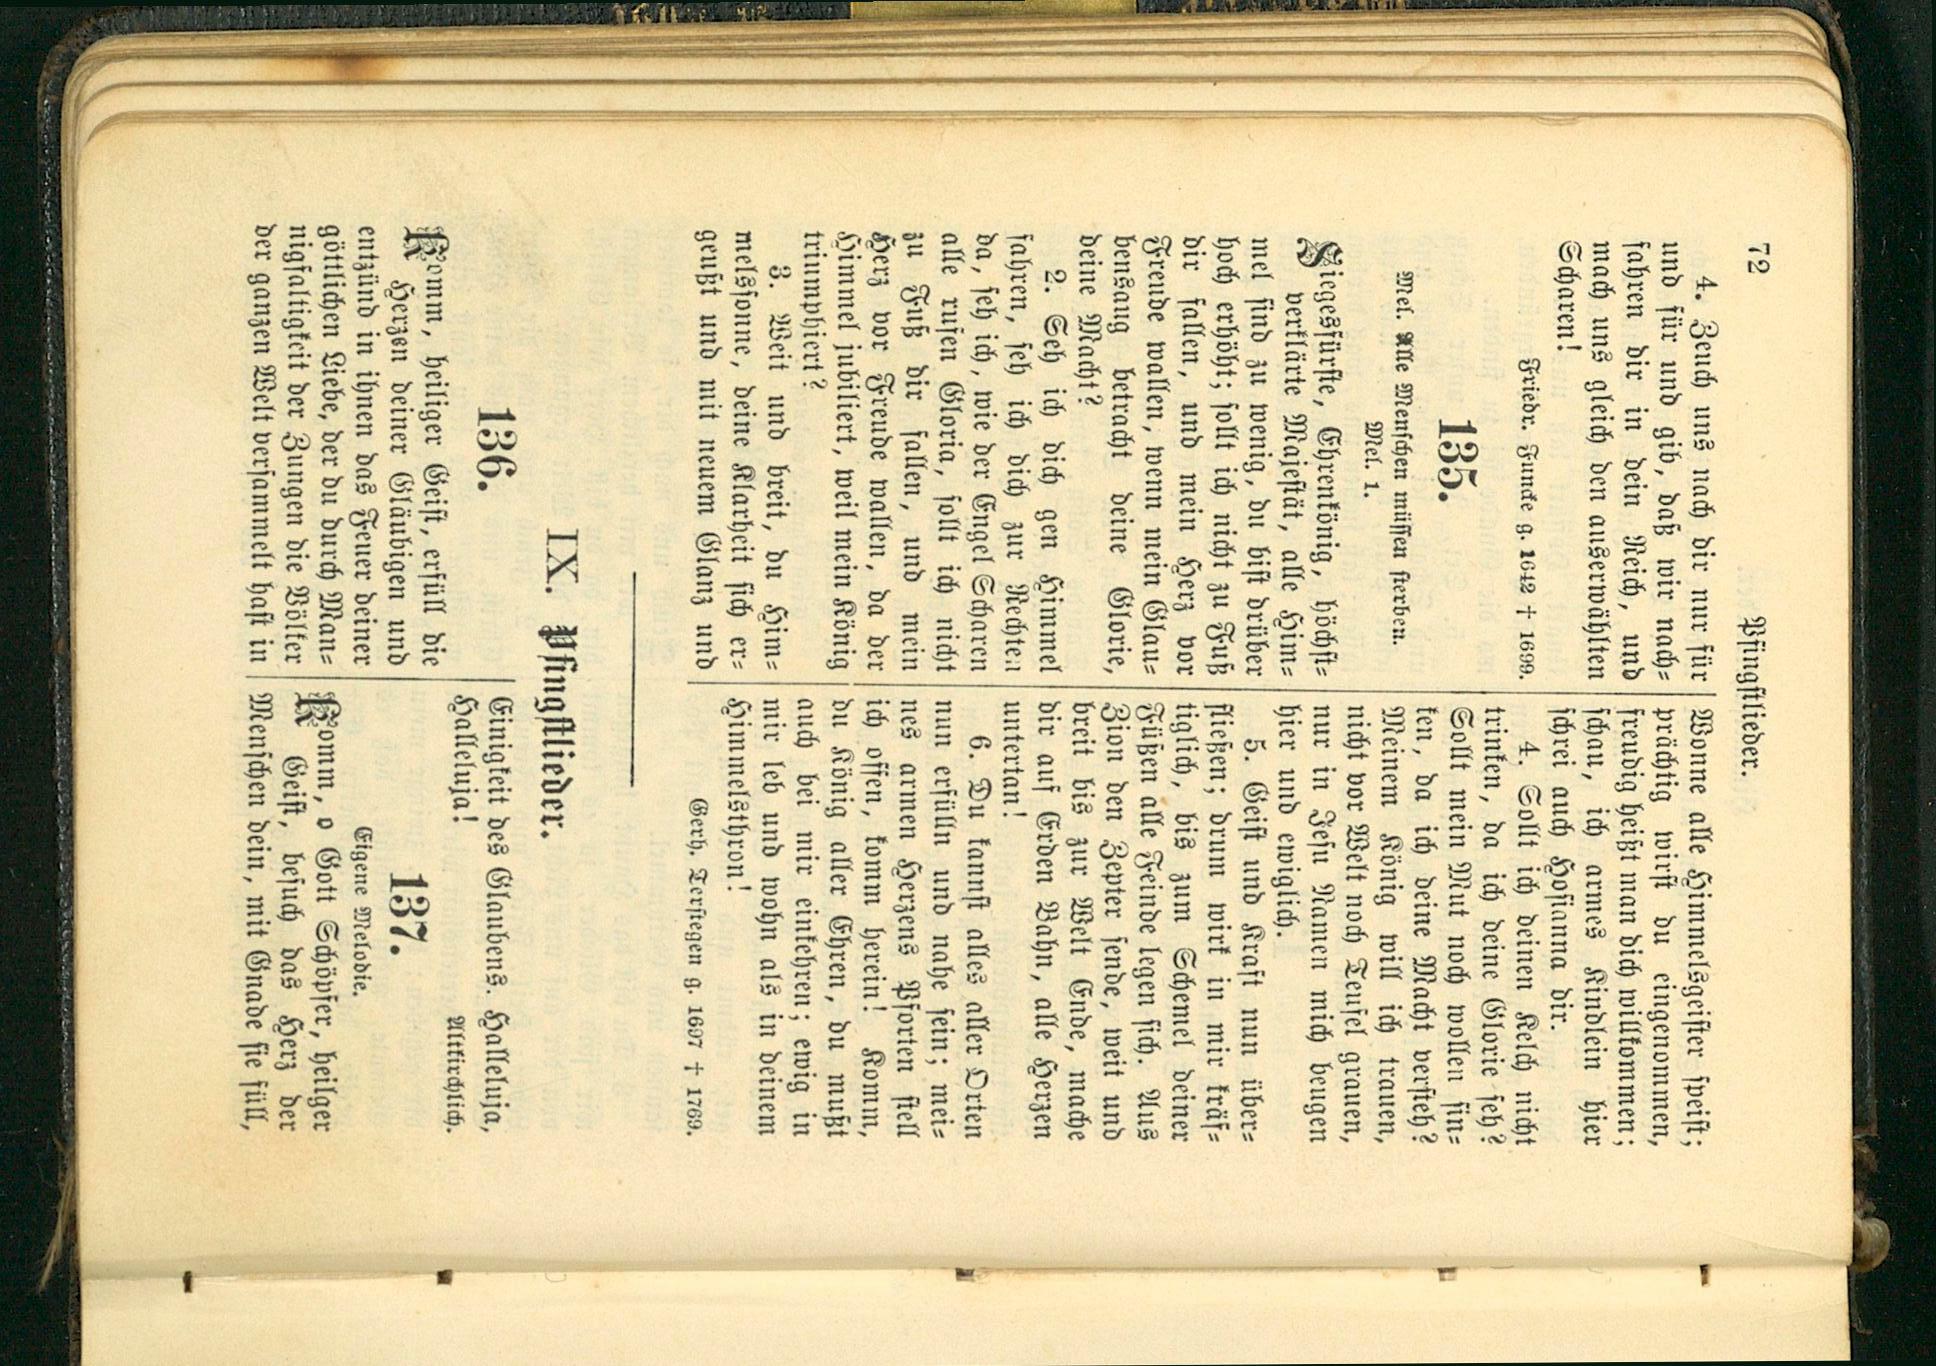 72
Pfingstlieder.
4. Zeuch uns nach dir nur für
und für und gib, daß wir nach-
fahren dir in dein Reich, und
mach uns gleich den auserwählten
Scharen!
Friedr. Funcke g. 1642 † 1699.
135.
Mel. Alle Menschen müssen sterben.
Mel. 1.
Siegesfürste, Ehrenkönig, höchst-
verklärte Majestät, alle Him-
mel sind zu wenig, du bist drüber
hoch erhöht; sollt ich nicht zu Fuß
dir fallen, und mein Herz vor
Freude wallen, wenn mein Glau-
bensaug betracht deine Glorie,
deine Macht?
2. Seh ich dich gen Himmel
fahren, seh ich dich zur Rechten
da, seh ich, wie der Engel Scharen
alle rufen Gloria, sollt ich nicht
zu Fuß dir fallen, und mein
Herz vor Freude wallen, da der
Himmel jubiliert, weil mein König
triumphiert?
3. Weit und breit, du Him-
melssonne, deine Klarheit sich er-
geußt und mit neuem Glanz und
Wonne alle Himmelsgeister speist;
prächtig wirst du eingenommen,
freudig heißt man dich willkommen;
schau, ich armes Kindlein hier
schrei auch Hosianna dir.
4. Sollt ich deinen Kelch nicht
trinken, da ich deine Glorie seh?
Sollt mein Mut noch wollen sin-
ken, da ich deine Macht versteh?
Meinem König will ich trauen,
nicht vor Welt noch Teufel grauen,
nur in Jesu Namen mich beugen
hier und ewiglich.
5. Geist und Kraft nun über-
fließen; drum wirk in mir kräf-
tiglich, bis zum Schemel deiner
Füßen alle Feinde legen sich. Aus
Zion den Zepter sende, weit und
breit bis zur Welt Ende, mache
dir auf Erden Bahn, alle Herzen
untertan!
6. Du kannst alles aller Orten
nun erfülln und nahe sein; mei-
nes armen Herzens Pforten stell
ich offen, komm herein! Komm,
du König aller Ehren, du mußt
auch bei mir einkehren; ewig in
mir leb und wohn als in deinem
Himmelsthron!
Gerh. Tersteegen g. 1697 † 1769.
IX. Pfingstlieder.
136.
Komm, heiliger Geist, erfüll die
Herzen deiner Gläubigen und
entzünd in ihnen das Feuer deiner
göttlichen Liebe, der du durch Man-
nigfaltigkeit der Zungen die Völker
der ganzen Welt versammelt hast in
Einigkeit des Glaubens. Halleluja,
Halleluja!
Altkirchlich.
137.
Eigene Melodie.
Komm, o Gott Schöpfer, heilger
Geist, besuch das Herz der
Menschen dein, mit Gnade sie füll,